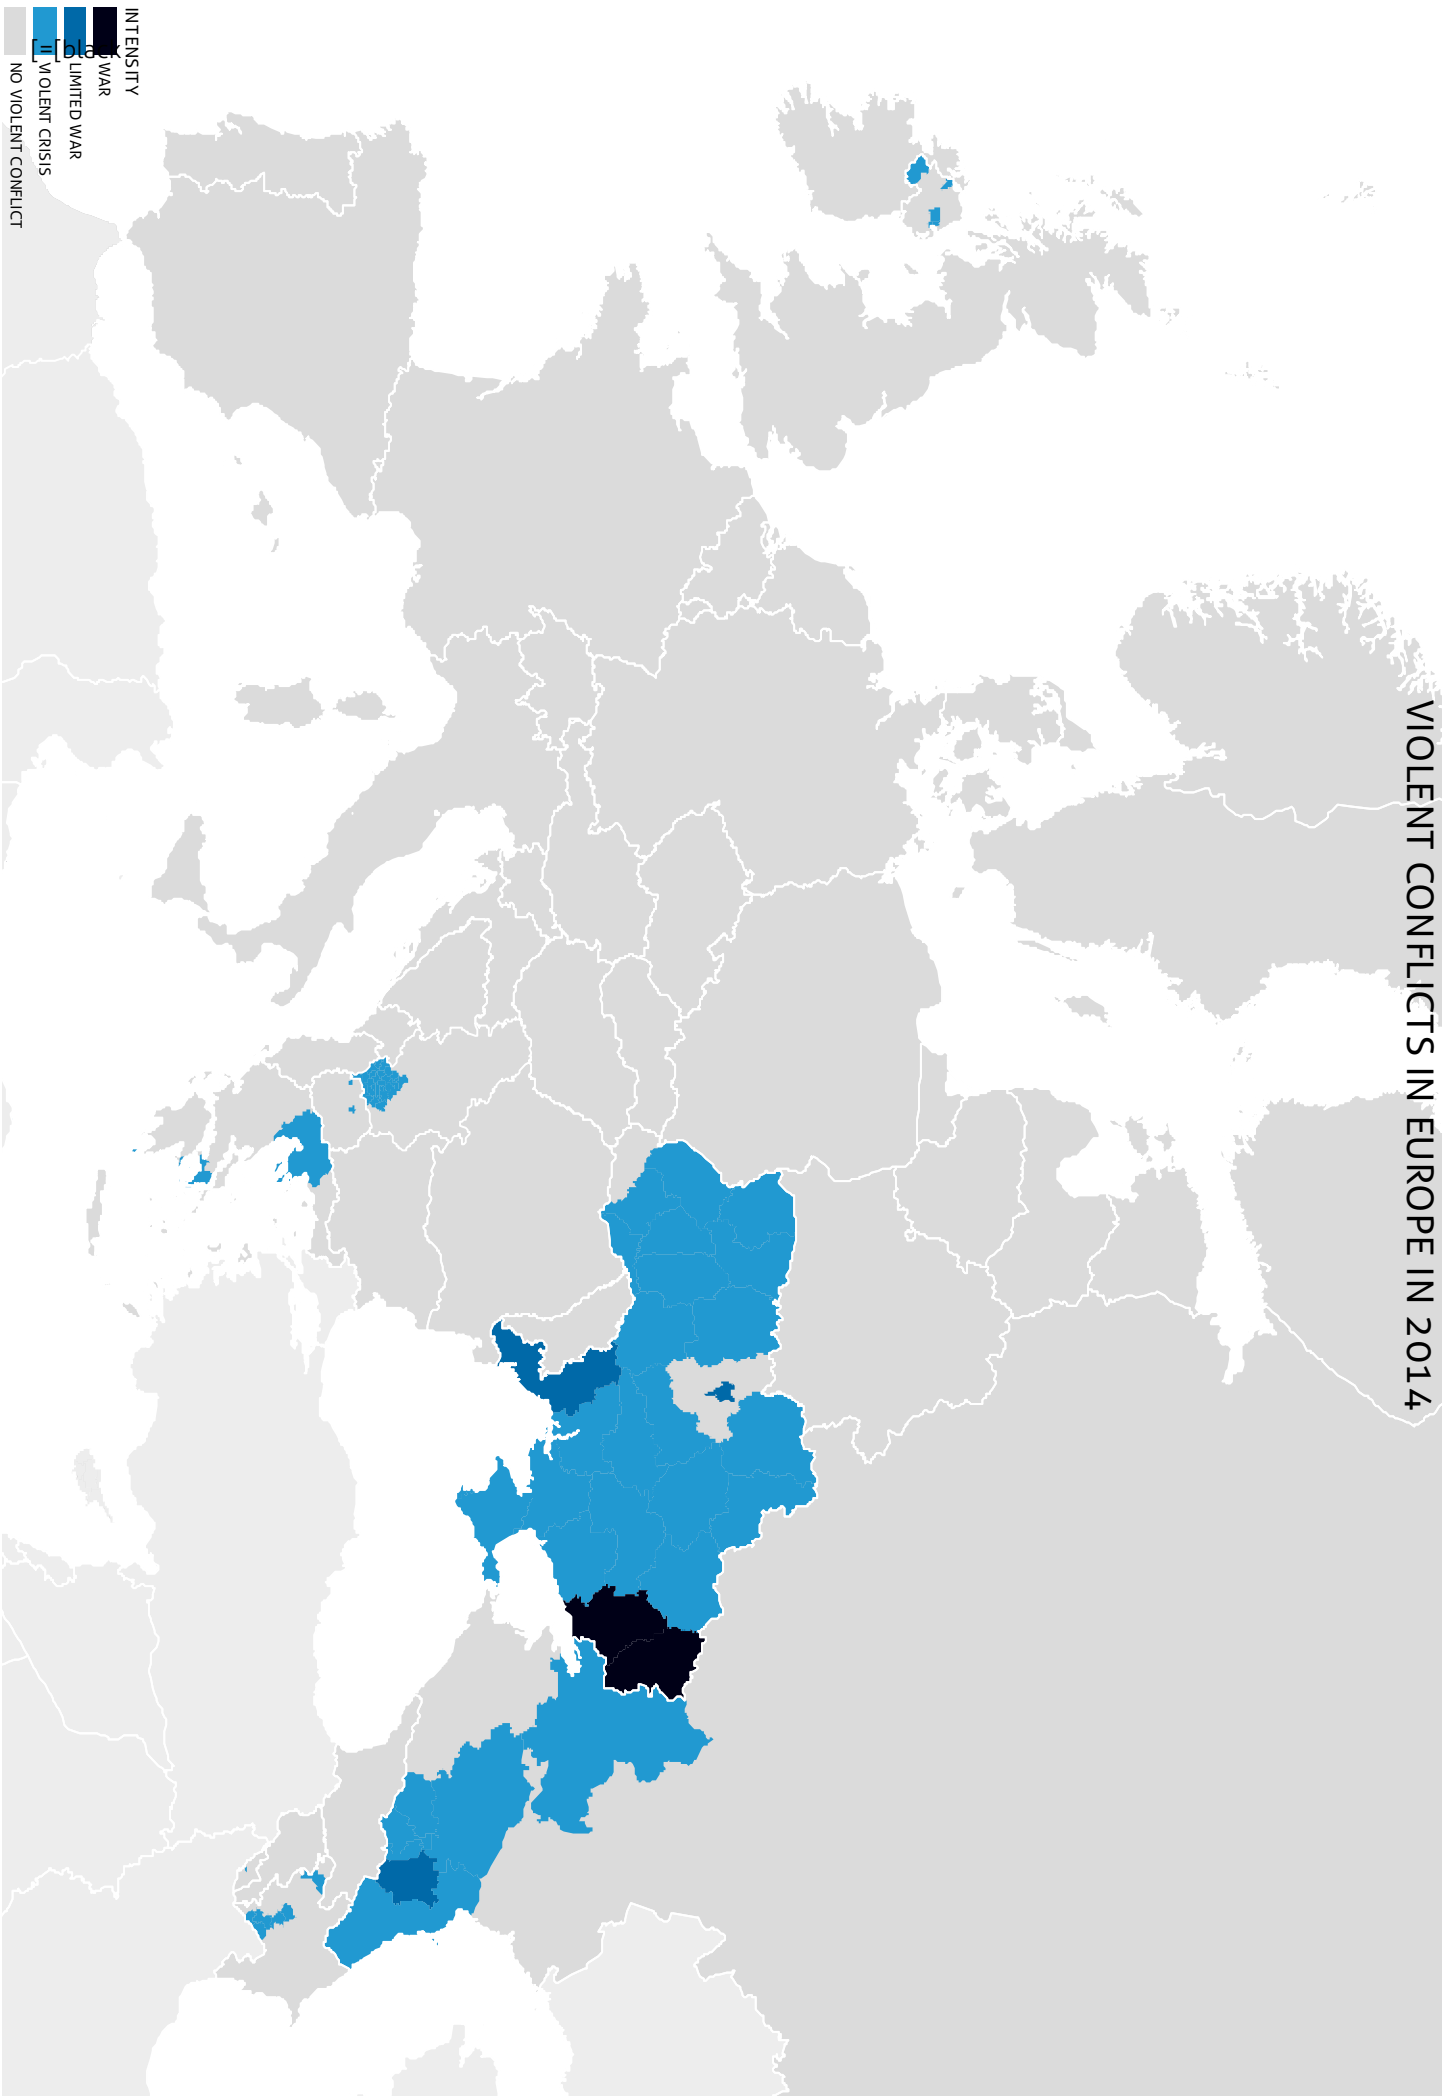 VIOLENT CONFLICTS IN EUROPE IN 2014
INTENSITY
WAR
LIMITED WAR
VIOLENT CRISIS
NO VIOLENT CONFLICT
[=[black